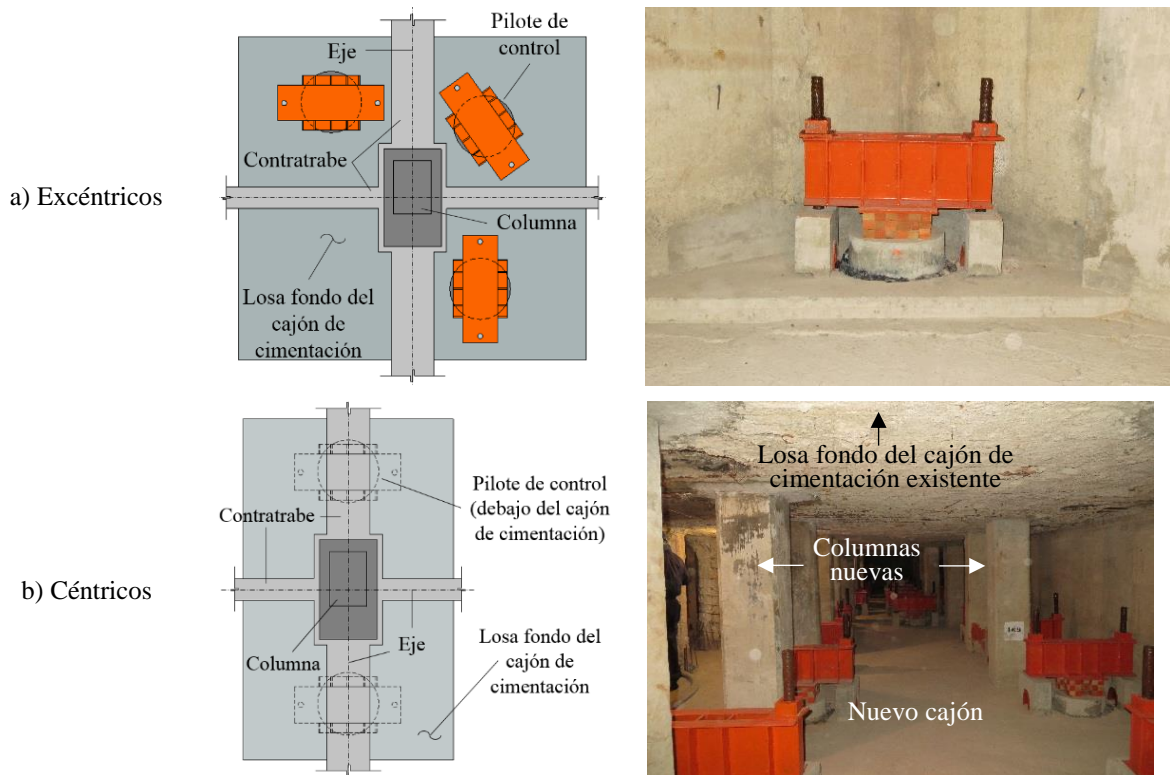 a) Excéntricos
Eje
Pilote de
control
Contratrabe
Columna
Losa fondo del
cajón de
cimentación
b) Céntricos
Contratrabe
Pilote de control
(debajo del cajón
de cimentación)
Columna
Eje
Losa fondo del
cajón de
cimentación
Losa fondo del cajón de
cimentación existente
Columnas
nuevas
Nuevo cajón